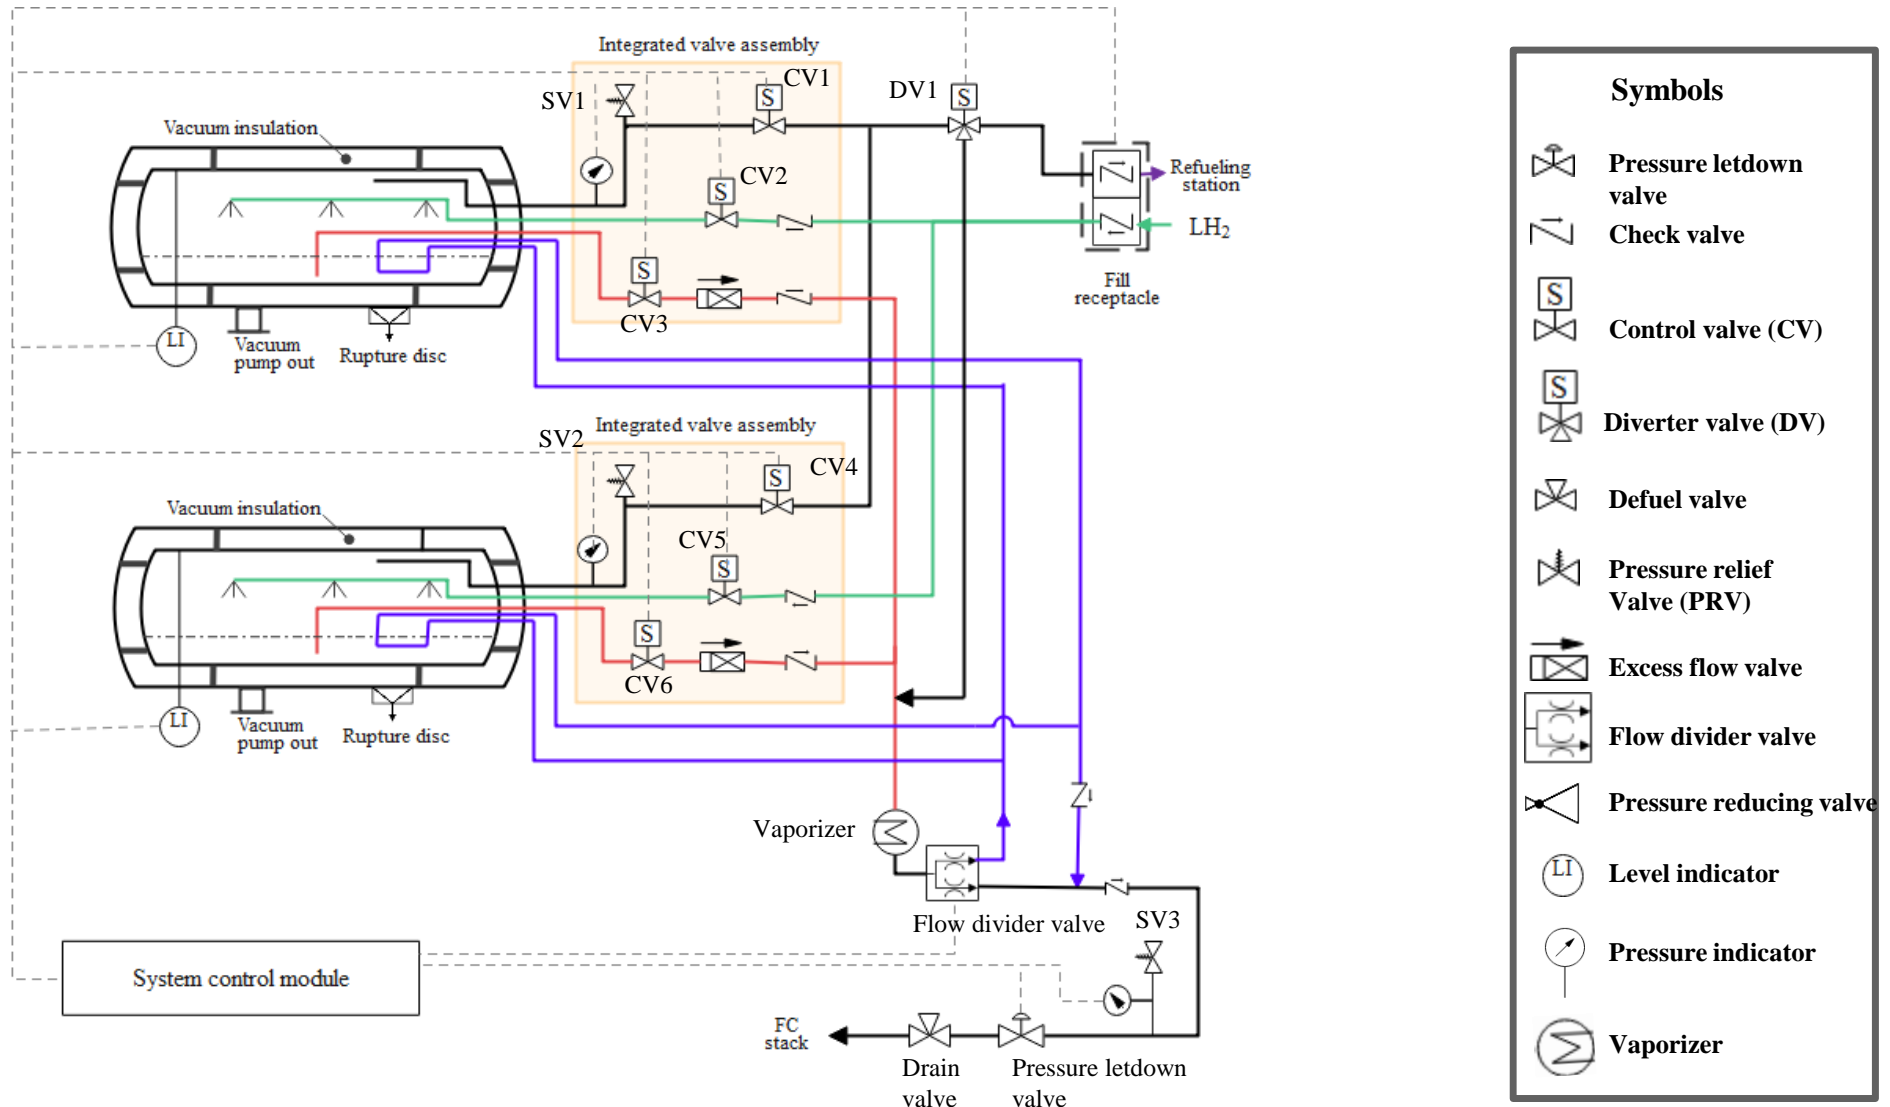 Integrated valve assembly
CV1
SV1
DV1
S
S
Vacuum insulation
CV2
S
Refueling
station
LH2
S
Fill
receptacle
CV3
LI
Vacuum
pump out
Rupture disc
Integrated valve assembly
SV2
CV4
S
Vacuum insulation
CV5
S
S
CV6
LI
Vacuum
pump out
Rupture disc
Vaporizer
Flow divider valve
SV3
System control module
FC
stack
Drain
valve
Pressure letdown
valve
Symbols
Pressure letdown
valve
Check valve
S
Control valve (CV)
S
Diverter valve (DV)
Defuel valve
Pressure relief
Valve (PRV)
Excess flow valve
Flow divider valve
Pressure reducing valve
LI
Level indicator
Pressure indicator
Vaporizer